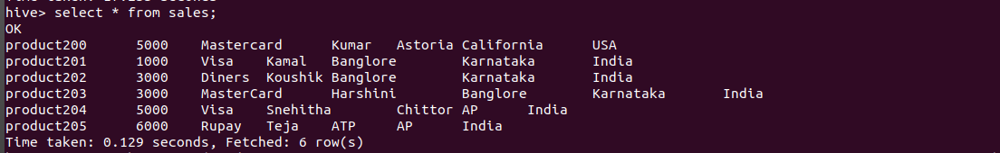 hive> select * from sales;
OK
product200 5000 Mastercard Kumar Astoria California USA
product201 1000 Visa Kamal Banglore Karnataka India
product202 3000 Diners Koushik Banglore Karnataka India
product203 3000 MasterCard Harshini Banglore Karnataka India
product204 5000 Visa Snehitha Chittor AP India
product205 6000 Rupay Teja ATP AP India
Time taken: 0.129 seconds, Fetched: 6 row(s)